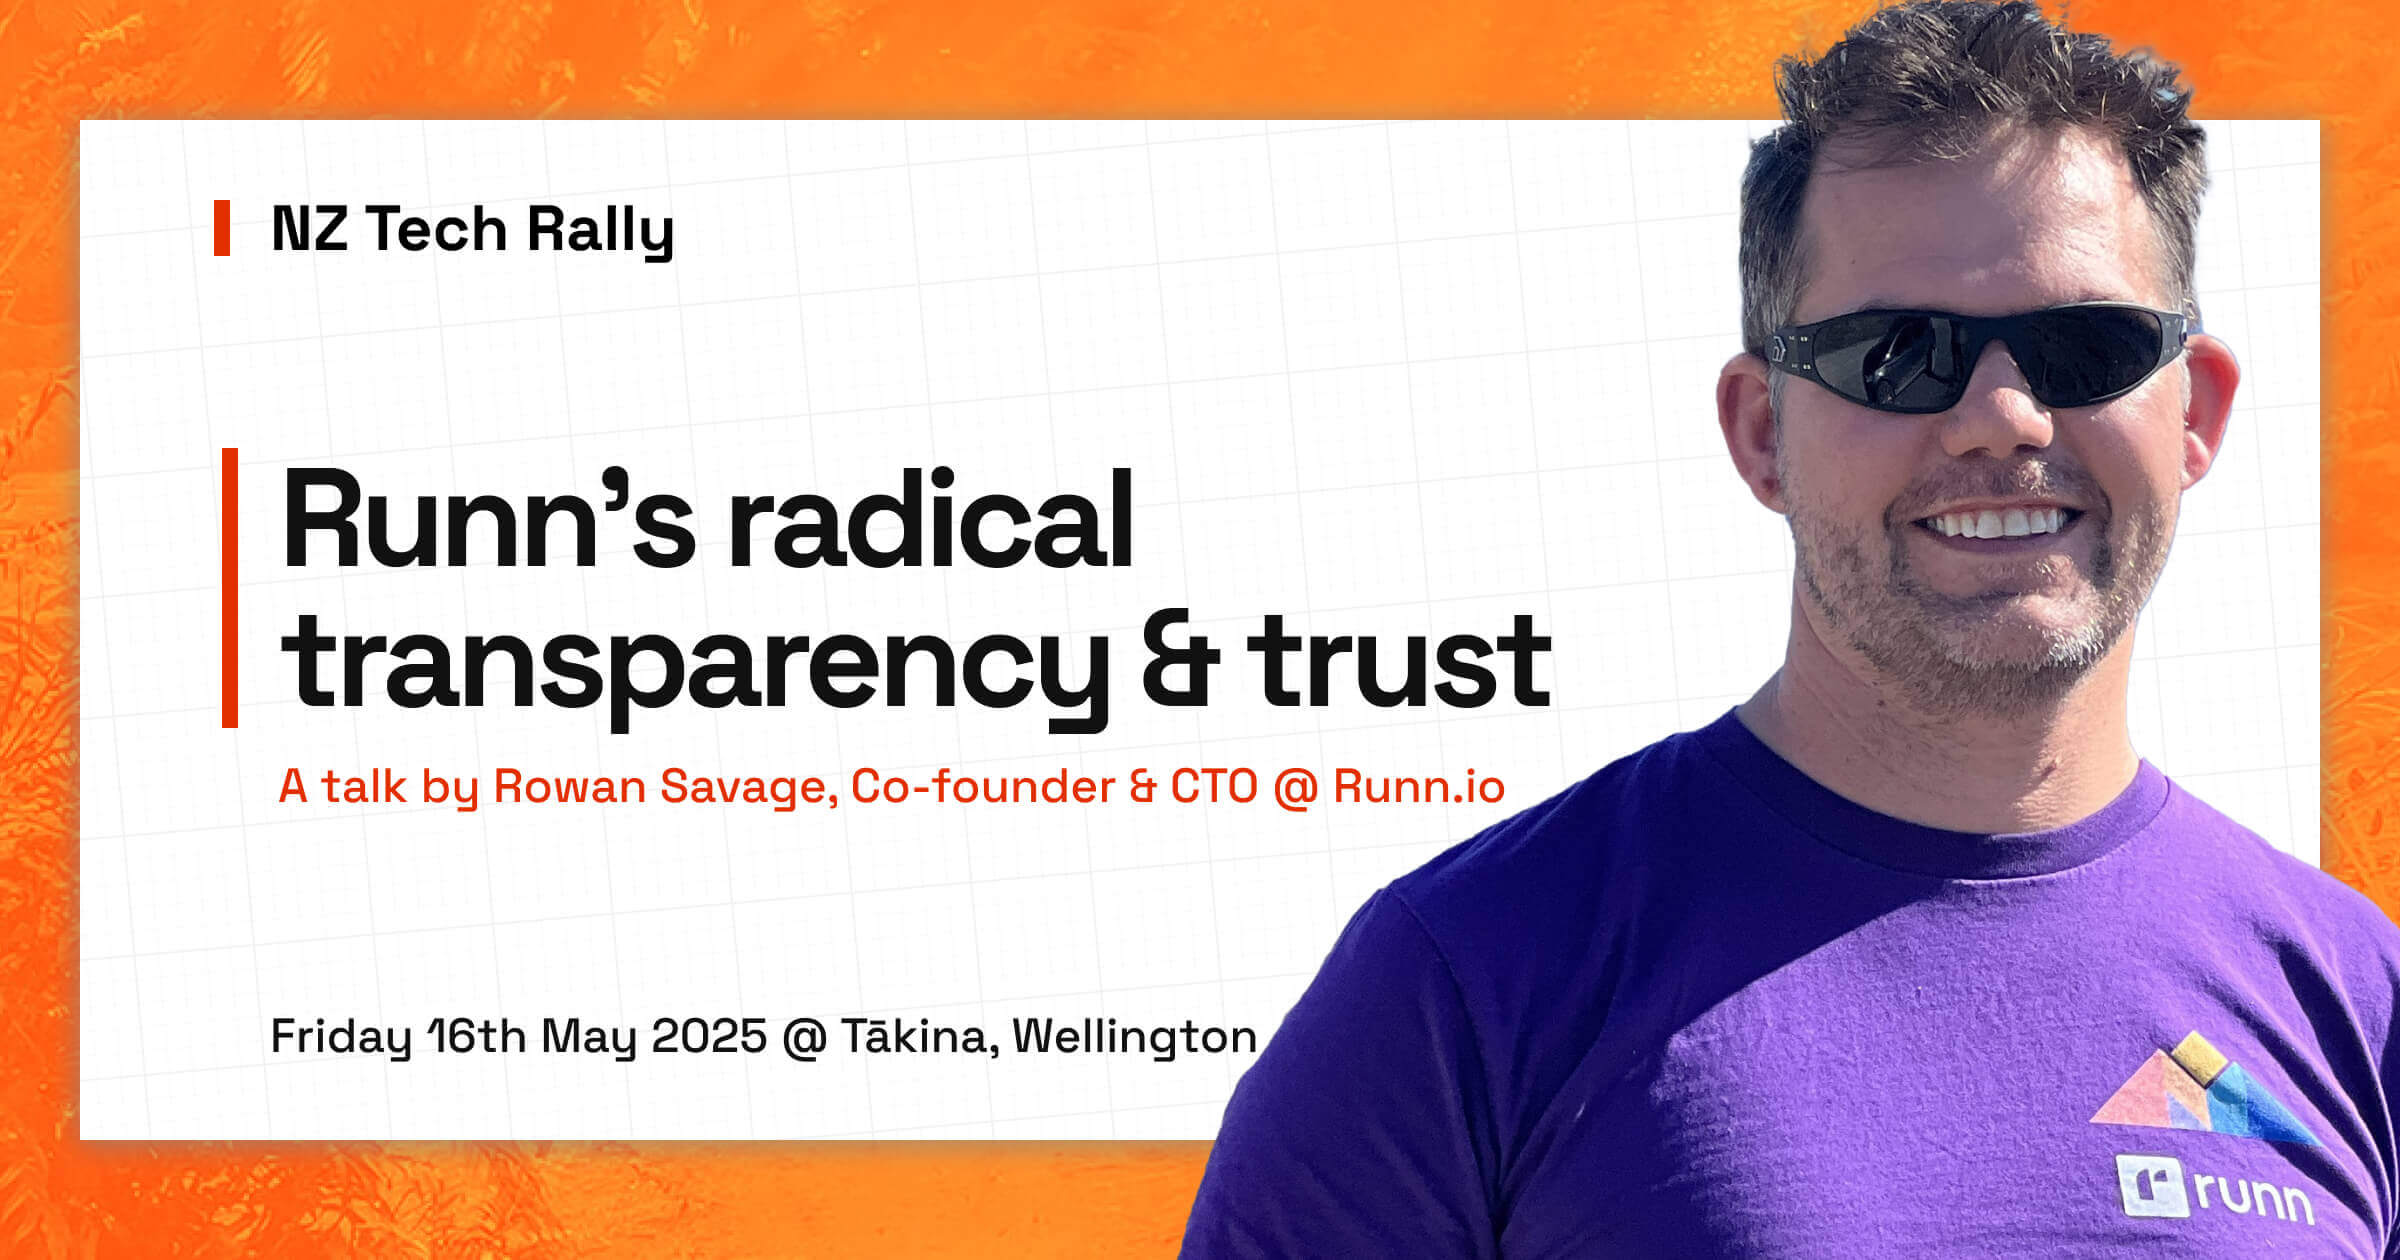 NZ Tech Rally
Runn’s radical
transparency & trust
A talk by Rowan Savage, Co-founder & CTO @ Runn.io
Friday 16th May 2025 @ Tākina, Wellington
runn